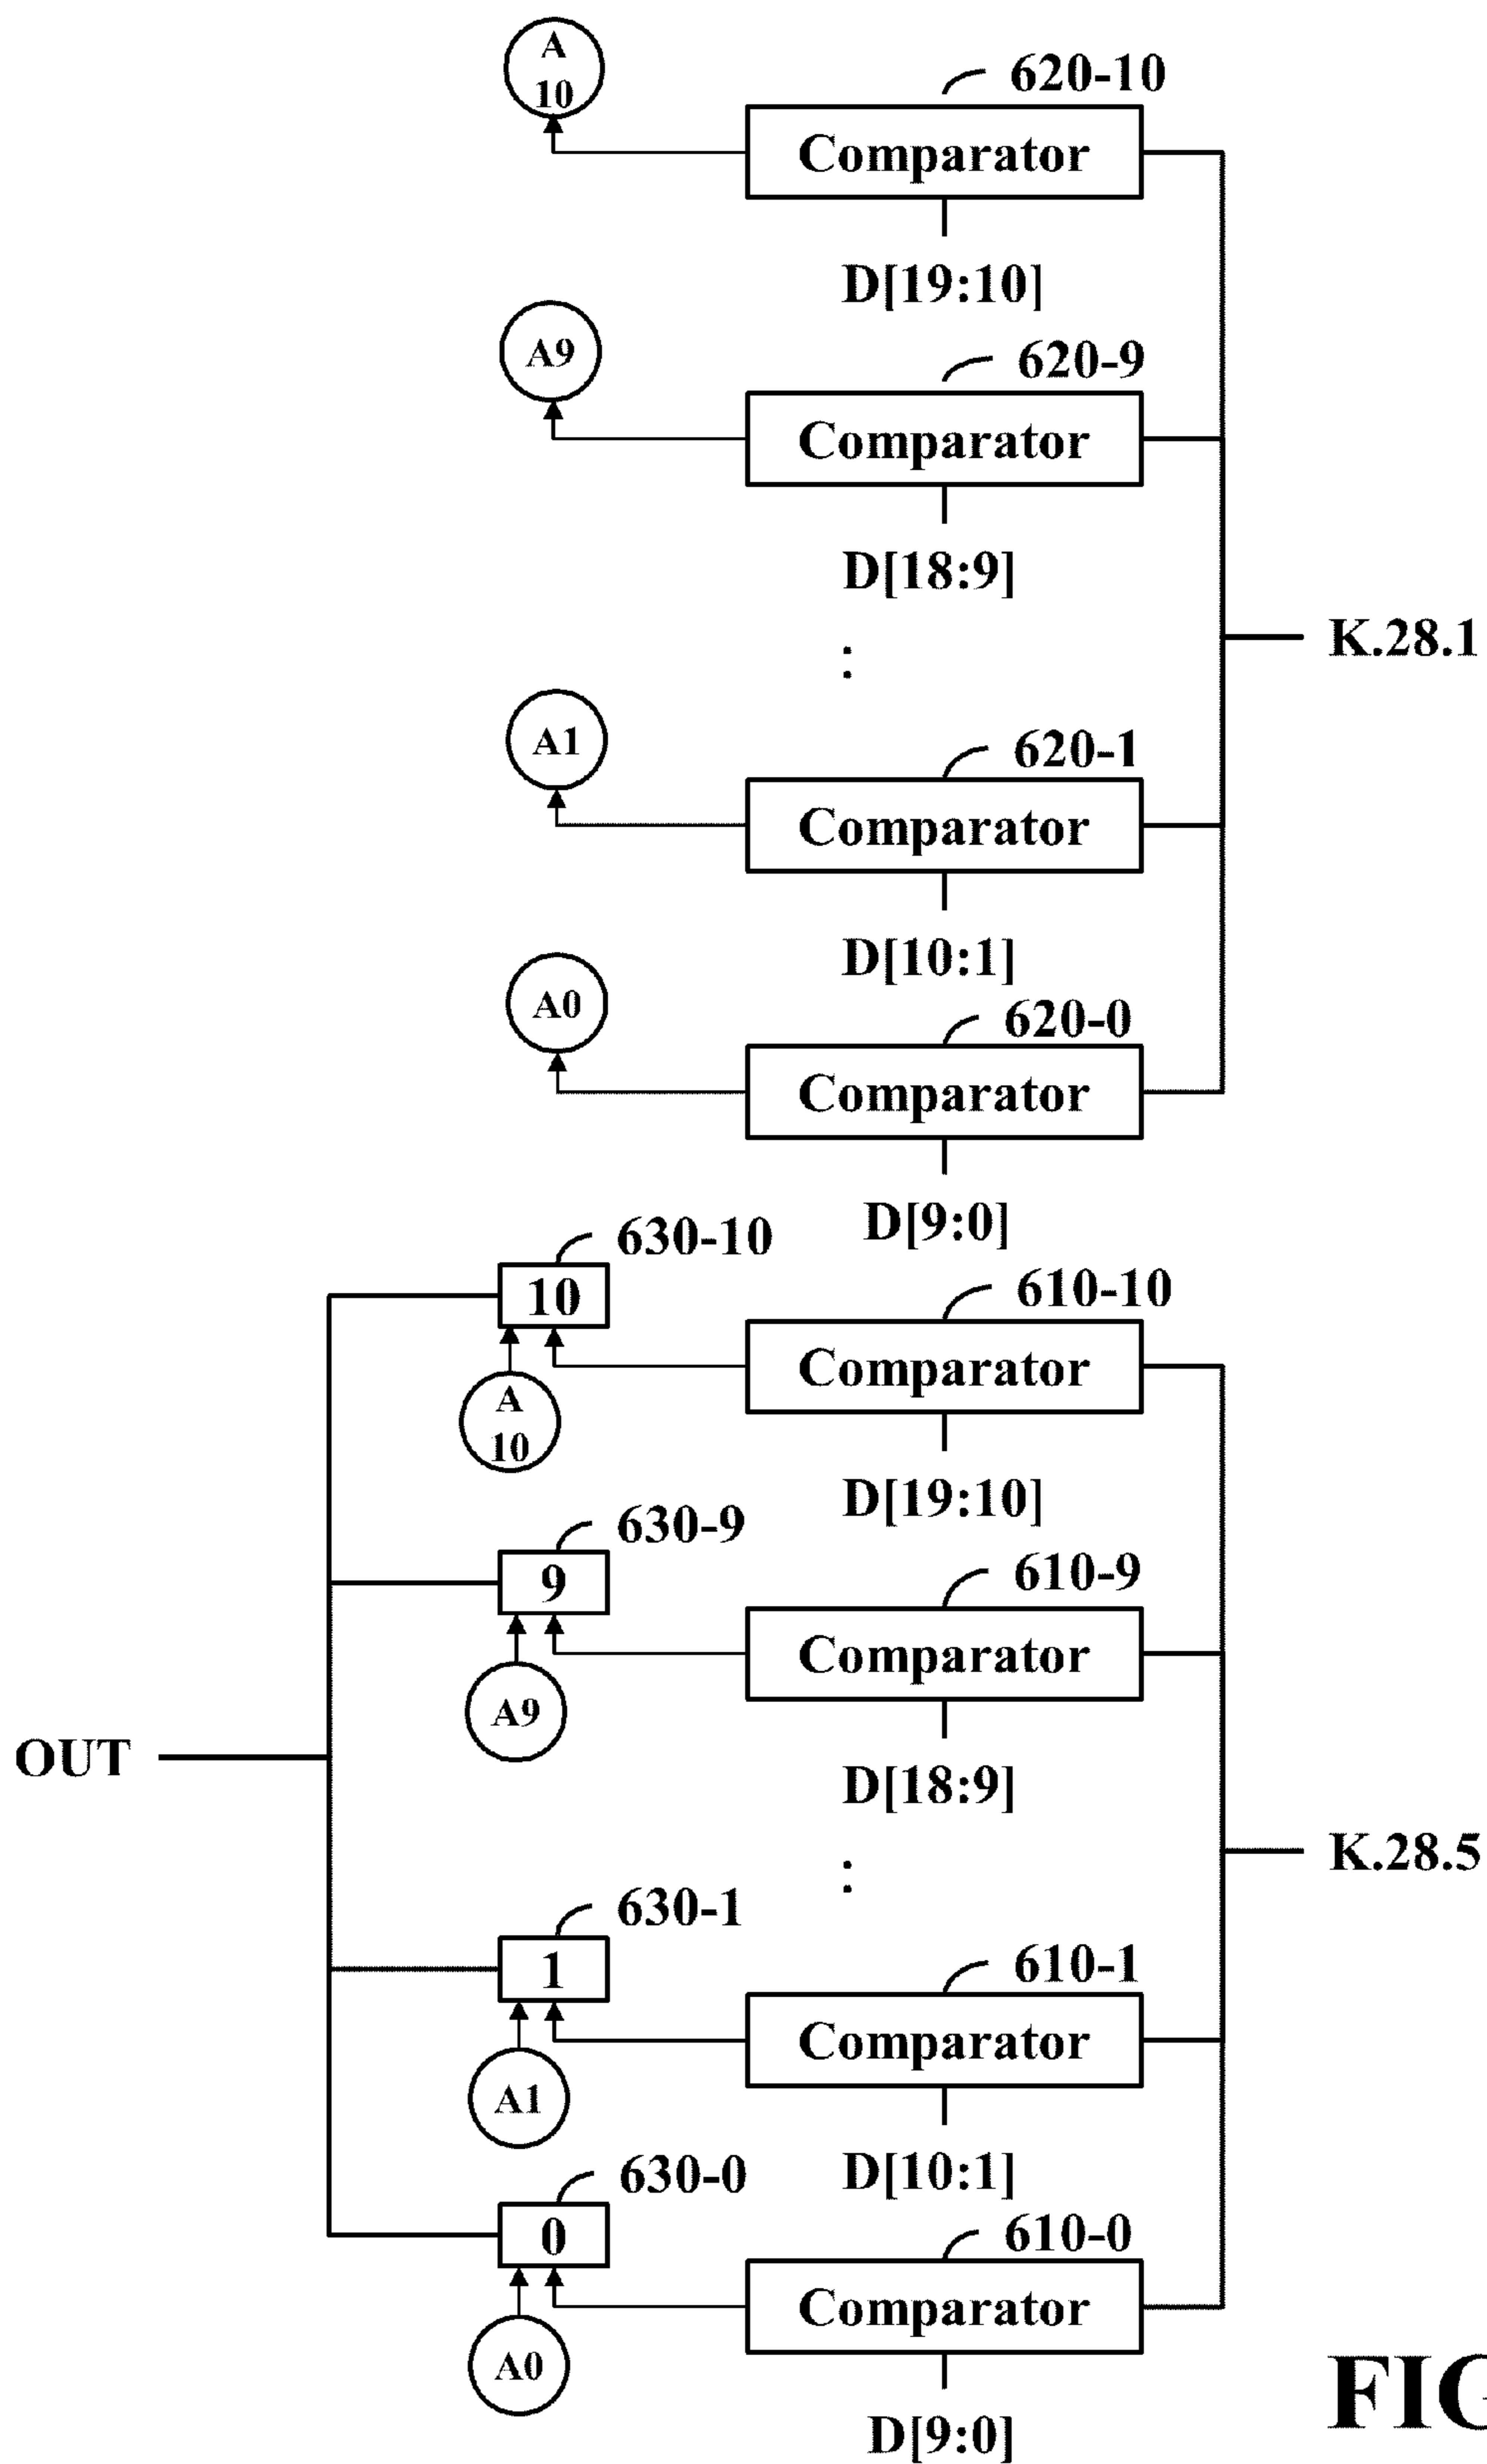 A
10
620-10
Comparator
D[19:10]
A9
620-9
Comparator
D[18:9]
:
K.28.1
A1
620-1
Comparator
D[10:1]
A0
620-0
Comparator
D[9:0]
630-10
10
A
10
610-10
Comparator
D[19:10]
630-9
9
A9
610-9
Comparator
D[18:9]
OUT
:
K.28.5
630-1
1
A1
610-1
Comparator
D[10:1]
630-0
0
A0
610-0
Comparator
D[9:0]
FIG